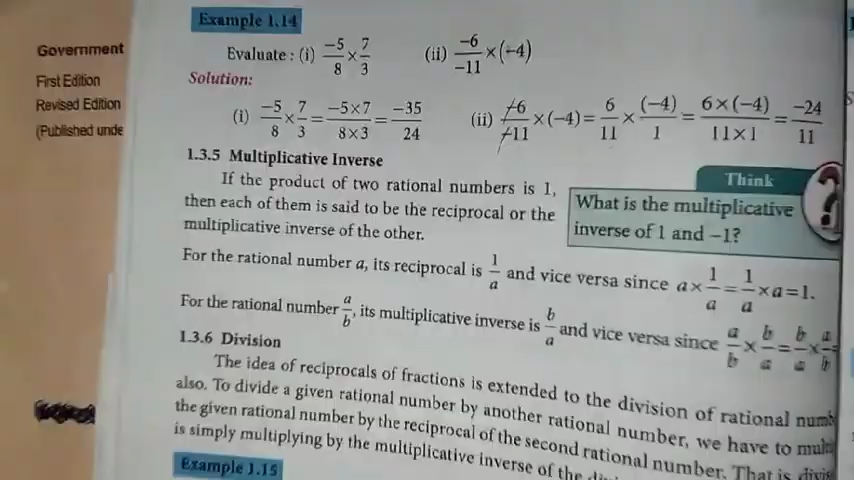 Government
First Edition
Revised Edition
(Published unde
Example 1.14
Evaluate : (i) −5/8 × 7/3 (ii) −6/−11 × (−4)
Solution:
(i) −5/8 × 7/3 = −5×7/8×3 = −35/24 (ii) −6/−11 × (−4) = 6/11 × (−4)/1 = 6×(−4)/11×1 = −24/11
1.3.5 Multiplicative Inverse
If the product of two rational numbers is 1,
then each of them is said to be the reciprocal or the
multiplicative inverse of the other.
Think
What is the multiplicative
inverse of 1 and −1?
?
For the rational number a, its reciprocal is 1/a and vice versa since a × 1/a = 1/a × a = 1.
For the rational number a/b, its multiplicative inverse is b/a and vice versa since a/b × b/a = b/a × a/b =
1.3.6 Division
The idea of reciprocals of fractions is extended to the division of rational numb
also. To divide a given rational number by another rational number, we have to mult
the given rational number by the reciprocal of the second rational number. That is, divis
is simply multiplying by the multiplicative inverse of the
Example 1.15